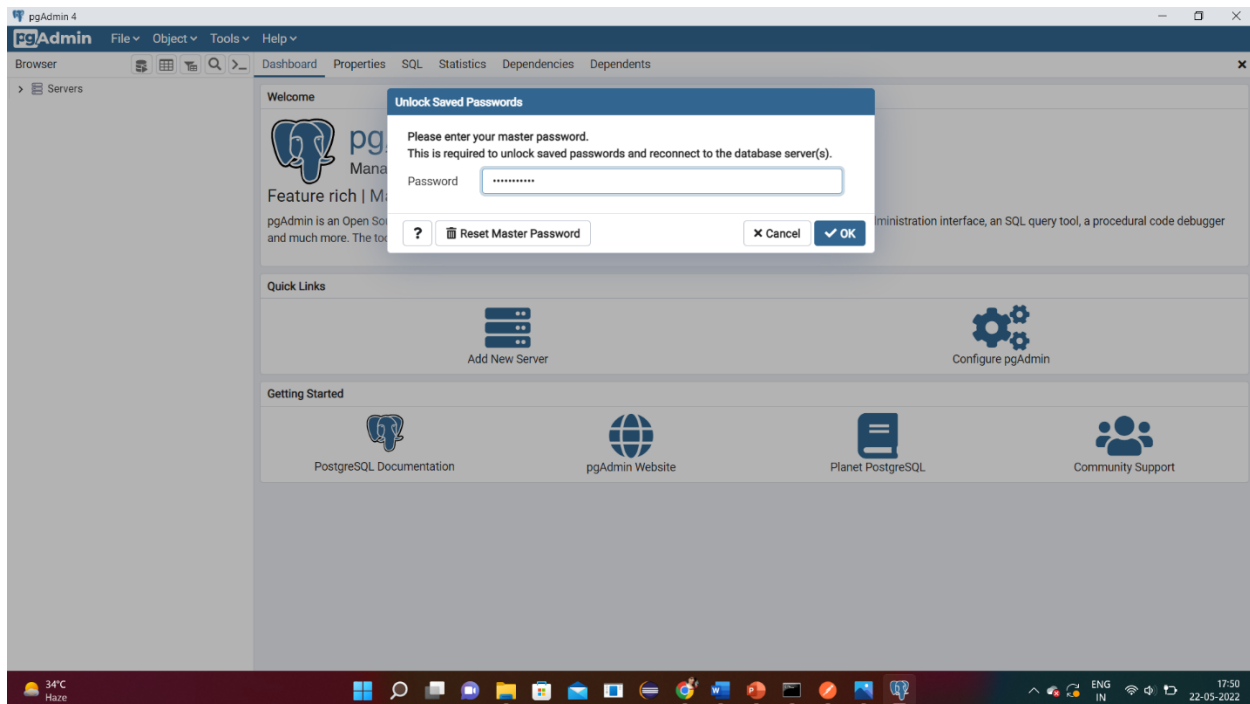 pgAdmin 4
pgAdmin File Object Tools Help
Browser
Dashboard Properties SQL Statistics Dependencies Dependents
Servers
Welcome
Unlock Saved Passwords
Please enter your master password.
This is required to unlock saved passwords and reconnect to the database server(s).
Password
? Reset Master Password Cancel OK
pg
Mana
Feature rich | M
pgAdmin is an Open So
ministration interface, an SQL query tool, a procedural code debugger
and much more. The to
Quick Links
Add New Server
Configure pgAdmin
Getting Started
PostgreSQL Documentation
pgAdmin Website
Planet PostgreSQL
Community Support
34°C
Haze
ENG
IN
17:50
22-05-2022